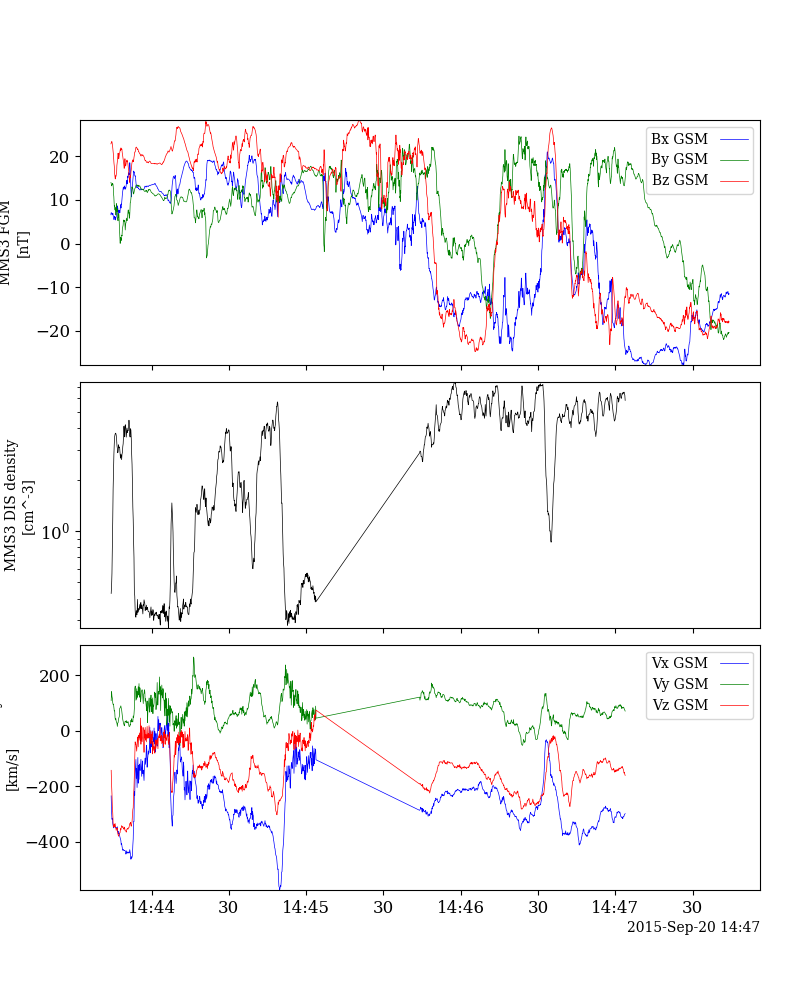 20
10
0
−10
−20
MMS3 FGM
[nT]
Bx GSM
By GSM
Bz GSM
10⁰
MMS3 DIS density
[cm^-3]
200
0
−200
−400
[km/s]
Vx GSM
Vy GSM
Vz GSM
14:44
30
14:45
30
14:46
30
14:47
30
2015-Sep-20 14:47